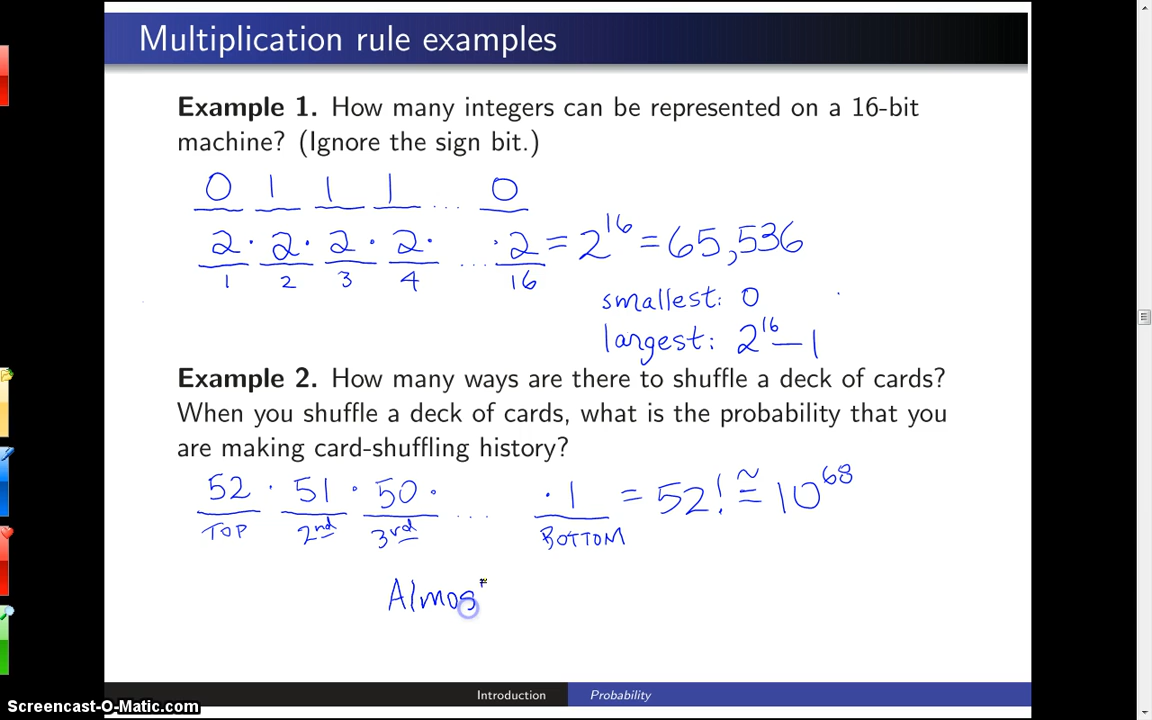 Multiplication rule examples
Example 1. How many integers can be represented on a 16-bit
machine? (Ignore the sign bit.)
0 1 1 1 ... 0
2 · 2 · 2 · 2 · ... · 2 = 2^16 = 65,536
1 2 3 4 16
smallest: 0
largest: 2^16 – 1
Example 2. How many ways are there to shuffle a deck of cards?
When you shuffle a deck of cards, what is the probability that you
are making card-shuffling history?
52 · 51 · 50 · ... · 1 = 52! ≅ 10^68
TOP 2nd 3rd BOTTOM
Almos
Introduction Probability
Screencast-O-Matic.com